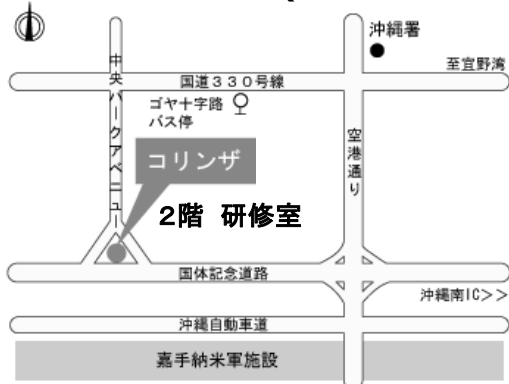 沖縄署
至宜野湾
国道３３０号線
中央パークアベニュー
ゴヤ十字路
バス停
空港通り
コリンザ
2階 研修室
国体記念道路
沖縄南IC>>
沖縄自動車道
嘉手納米軍施設